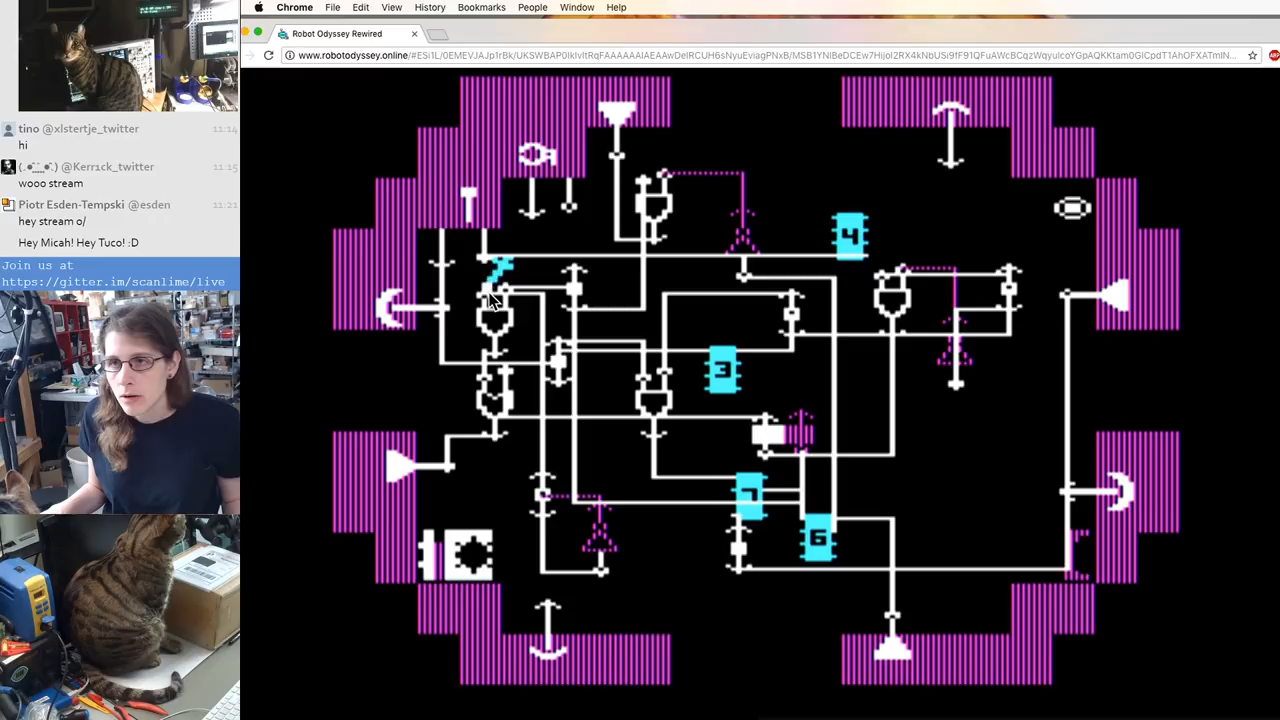 Chrome File Edit View History Bookmarks People Window Help
Robot Odyssey Rewired
tino @xlstertje_twitter 11:14
hi
@Kerr1ck_twitter 11:15
wooo stream
Piotr Esden-Tempski @esden 11:21
hey stream o/
Hey Micah! Hey Tuco! :D
Join us at
https://gitter.im/scanlime/live
4
3
1
6